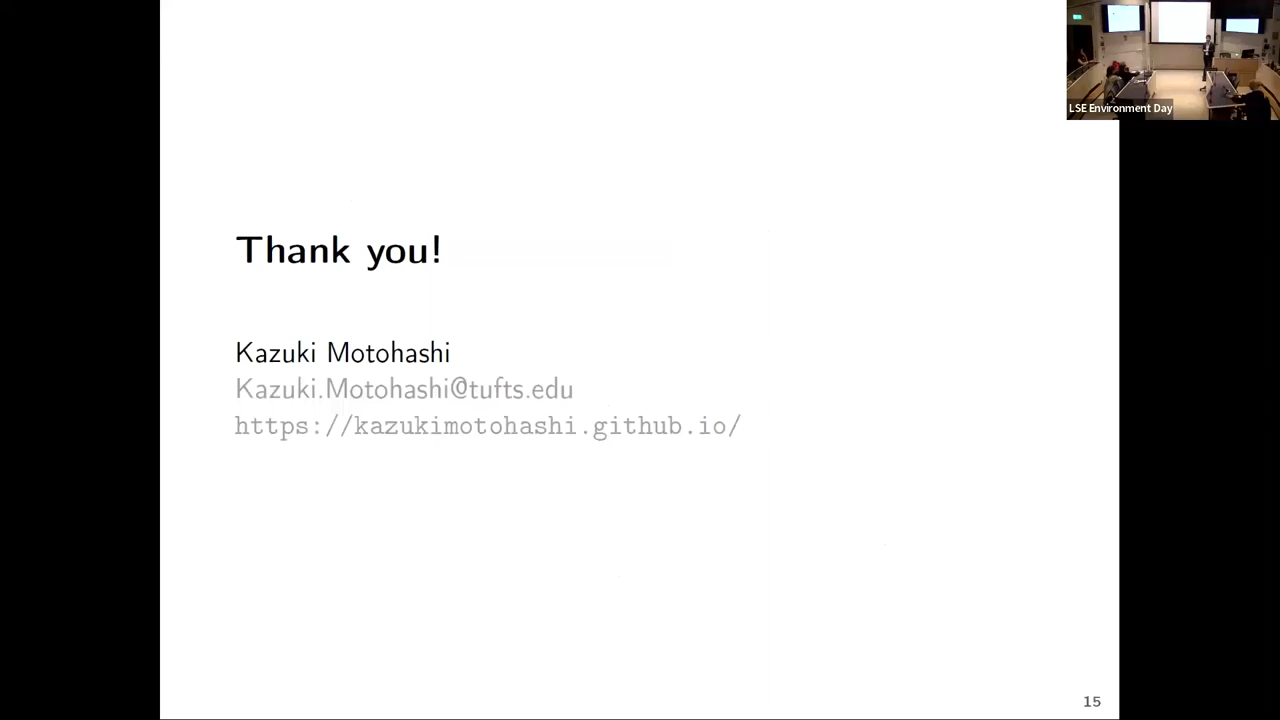 LSE Environment Day
Thank you!
Kazuki Motohashi
Kazuki.Motohashi@tufts.edu
https://kazukimotohashi.github.io/
15